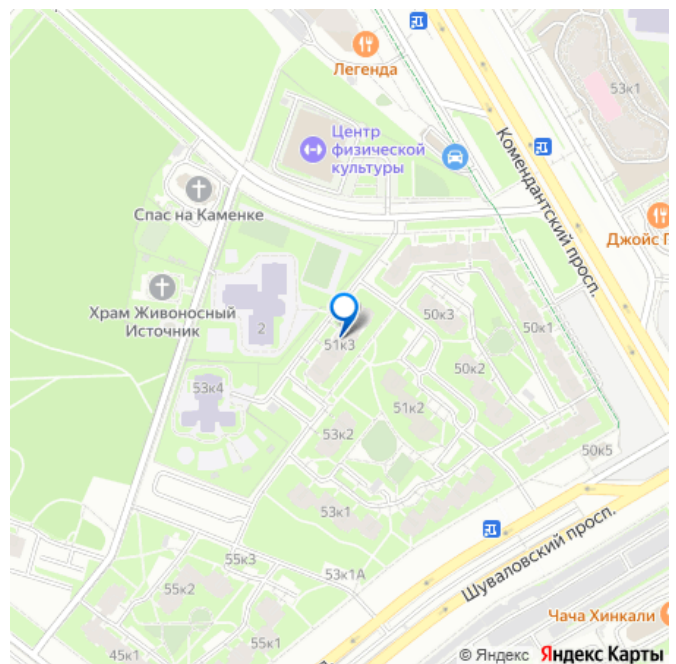 Легенда
53к1
Центр
физической
культуры
Комендантский просп.
Спас на Каменке
Джойс П
Храм Живоносный
Источник
2
51к3
50к3
50к1
50к2
53к4
51к2
53к2
50к5
53к1
55к3
53к1А
55к2
Шуваловский просп.
Чача Хинкали
55к1
45к1
© Яндекс Яндекс Карты